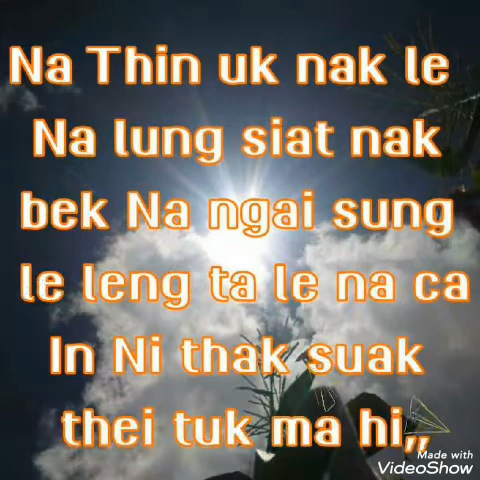 Na Thin uk nak le
Na lung siat nak
bek Na ngai sung
le leng ta le na ca
In Ni thak suak
thei tuk ma hi,,
Made with
VideoShow